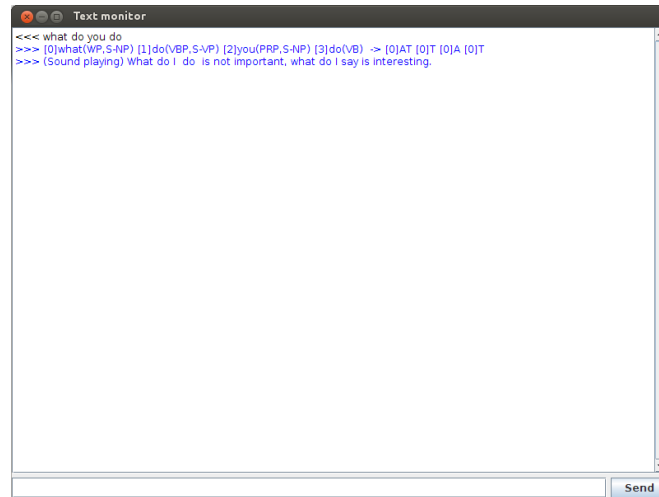 Text monitor
<<< what do you do
>>> [0]what(WP,S-NP) [1]do(VBP,S-VP) [2]you(PRP,S-NP) [3]do(VB)  -> [0]AT [0]T [0]A [0]T
>>> (Sound playing) What do I  do  is not important, what do I say is interesting.
Send